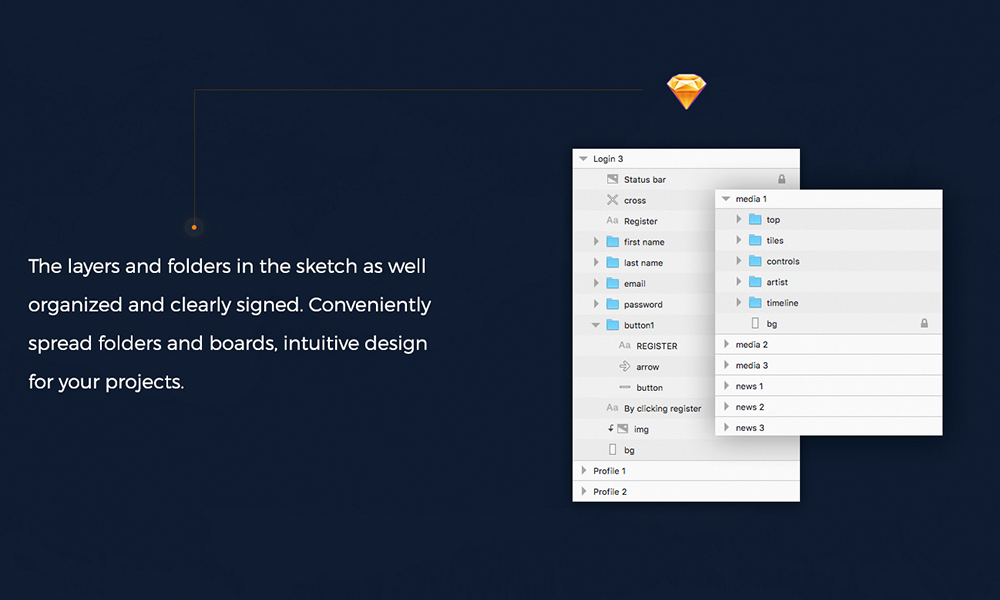 The layers and folders in the sketch as well
organized and clearly signed. Conveniently
spread folders and boards, intuitive design
for your projects.
Login 3
Status bar
cross
Aa Register
first name
last name
email
password
button1
Aa REGISTER
arrow
button
Aa By clicking register
img
bg
Profile 1
Profile 2
media 1
top
tiles
controls
artist
timeline
bg
media 2
media 3
news 1
news 2
news 3